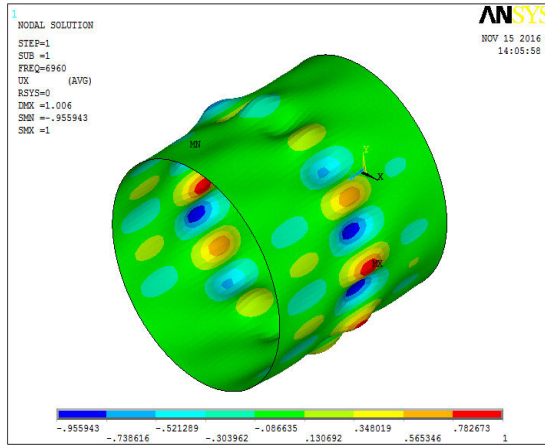 1
NODAL SOLUTION
STEP=1
SUB =1
FREQ=6960
UX (AVG)
RSYS=0
DMX =1.006
SMN =-.955943
SMX =1
ANSYS
NOV 15 2016
14:05:58
MN
Y
X
MX
-.955943 -.521289 -.086635 .348019 .782673
-.738616 -.303962 .130692 .565346 1